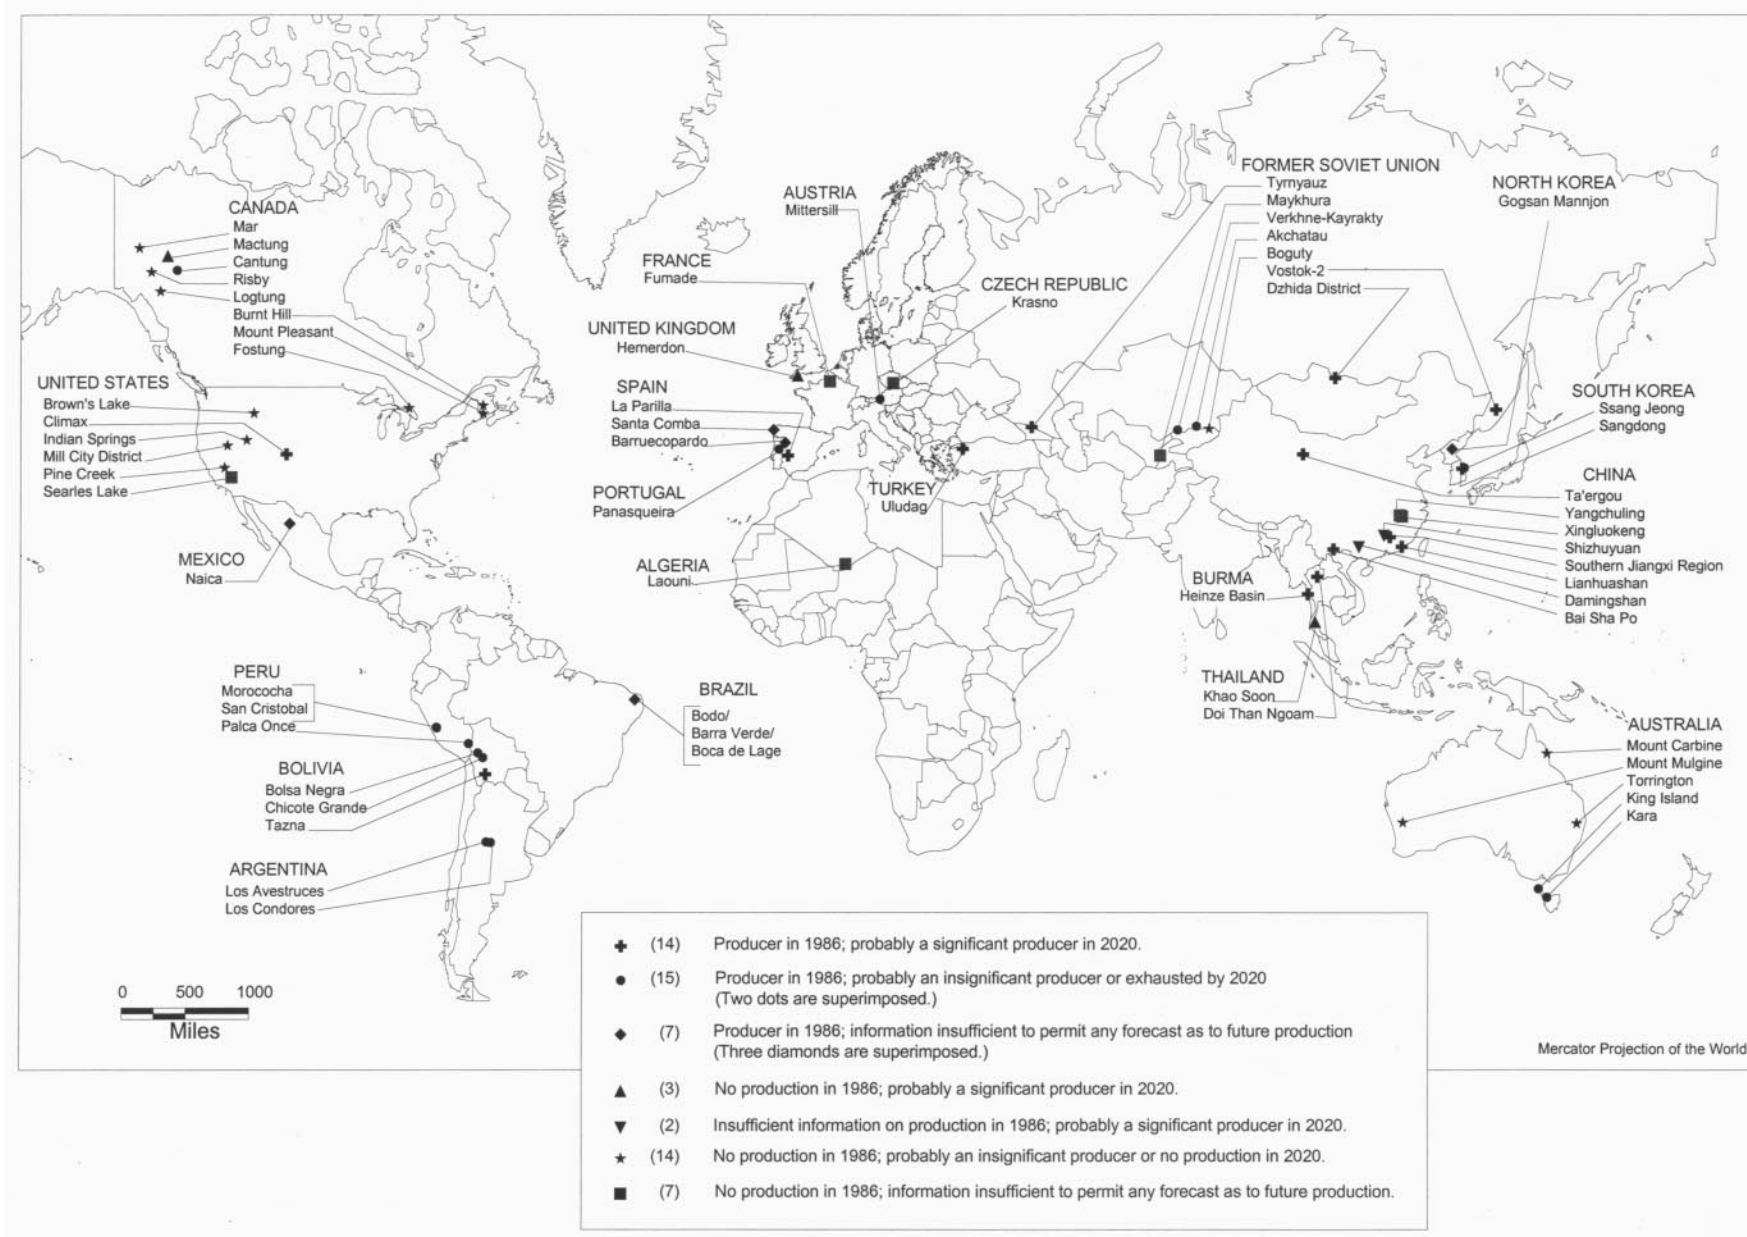 CANADA
Mar
Mactung
Cantung
Risby
Logtung
Burnt Hill
Mount Pleasant
Fostung
UNITED STATES
Brown's Lake
Climax
Indian Springs
Mill City District
Pine Creek
Searles Lake
MEXICO
Naica
PERU
Morococha
San Cristobal
Palca Once
BOLIVIA
Bolsa Negra
Chicote Grande
Tazna
ARGENTINA
Los Avestruces
Los Condores
BRAZIL
Bodo/
Barra Verde/
Boca de Lage
AUSTRIA
Mittersill
FRANCE
Fumade
UNITED KINGDOM
Hemerdon
SPAIN
La Parilla
Santa Comba
Barruecopardo
PORTUGAL
Panasqueira
ALGERIA
Laouni
CZECH REPUBLIC
Krasno
TURKEY
Uludag
FORMER SOVIET UNION
Tyrnyauz
Maykhura
Verkhne-Kayrakty
Akchatau
Boguty
Vostok-2
Dzhida District
NORTH KOREA
Gogsan Mannjon
SOUTH KOREA
Ssang Jeong
Sangdong
CHINA
Ta'ergou
Yangchuling
Xingluokeng
Shizhuyuan
Southern Jiangxi Region
Lianhuashan
Damingshan
Bai Sha Po
BURMA
Heinze Basin
THAILAND
Khao Soon
Doi Than Ngoam
AUSTRALIA
Mount Carbine
Mount Mulgine
Torrington
King Island
Kara
0 500 1000
Miles
Mercator Projection of the World
(14) Producer in 1986; probably a significant producer in 2020.
(15) Producer in 1986; probably an insignificant producer or exhausted by 2020
(Two dots are superimposed.)
(7) Producer in 1986; information insufficient to permit any forecast as to future production
(Three diamonds are superimposed.)
(3) No production in 1986; probably a significant producer in 2020.
(2) Insufficient information on production in 1986; probably a significant producer in 2020.
(14) No production in 1986; probably an insignificant producer or no production in 2020.
(7) No production in 1986; information insufficient to permit any forecast as to future production.